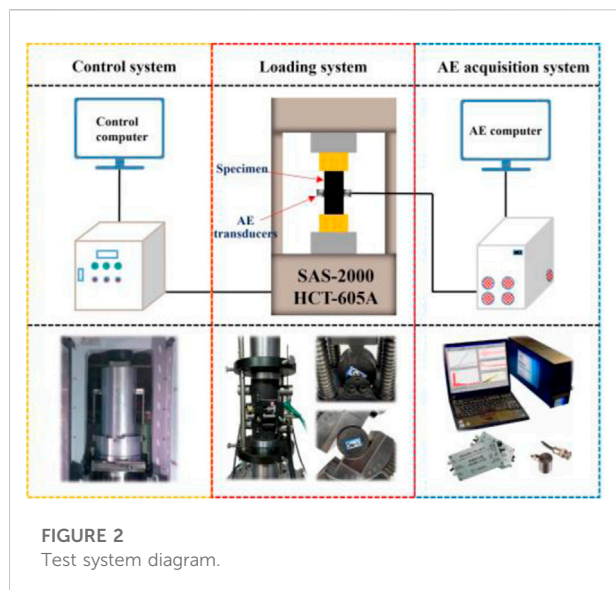 Control system
Loading system
AE acquisition system
Control
computer
Specimen
AE
transducers
AE computer
SAS-2000
HCT-605A
FIGURE 2
Test system diagram.